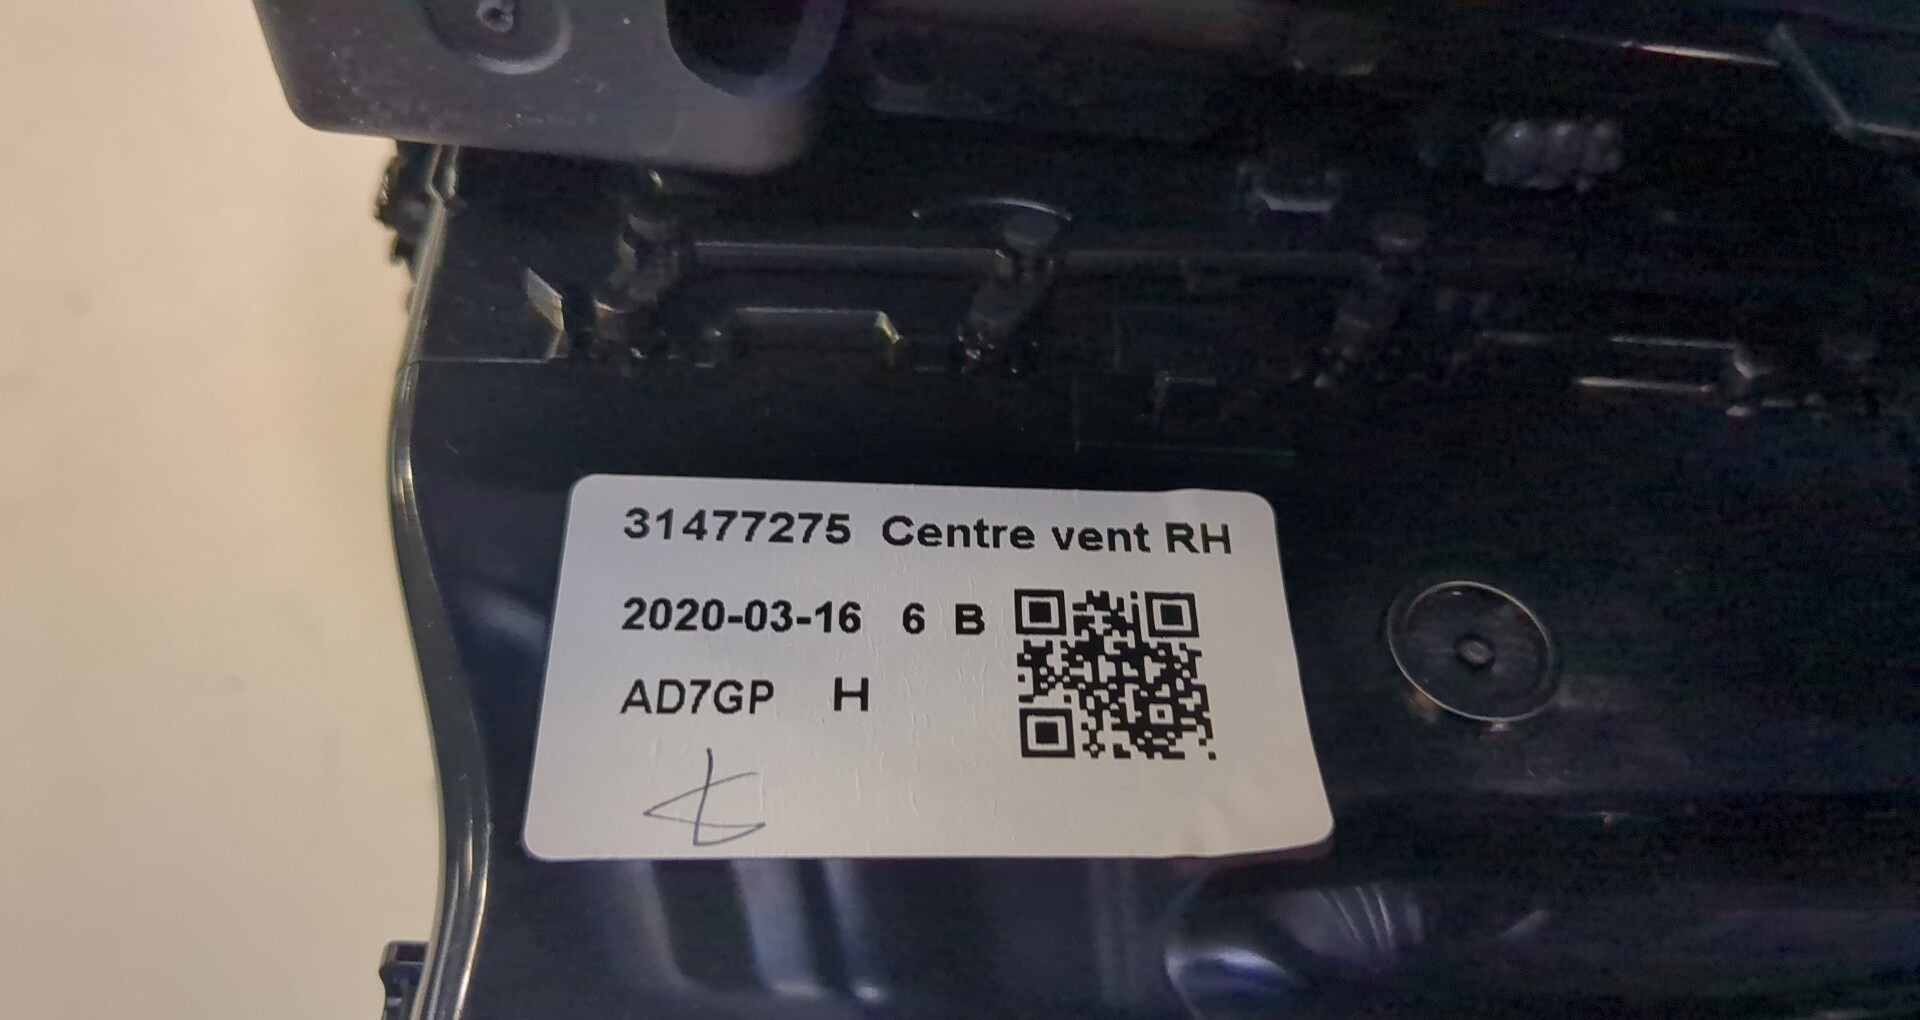 31477275 Centre vent RH
2020-03-16 6 B
AD7GP H